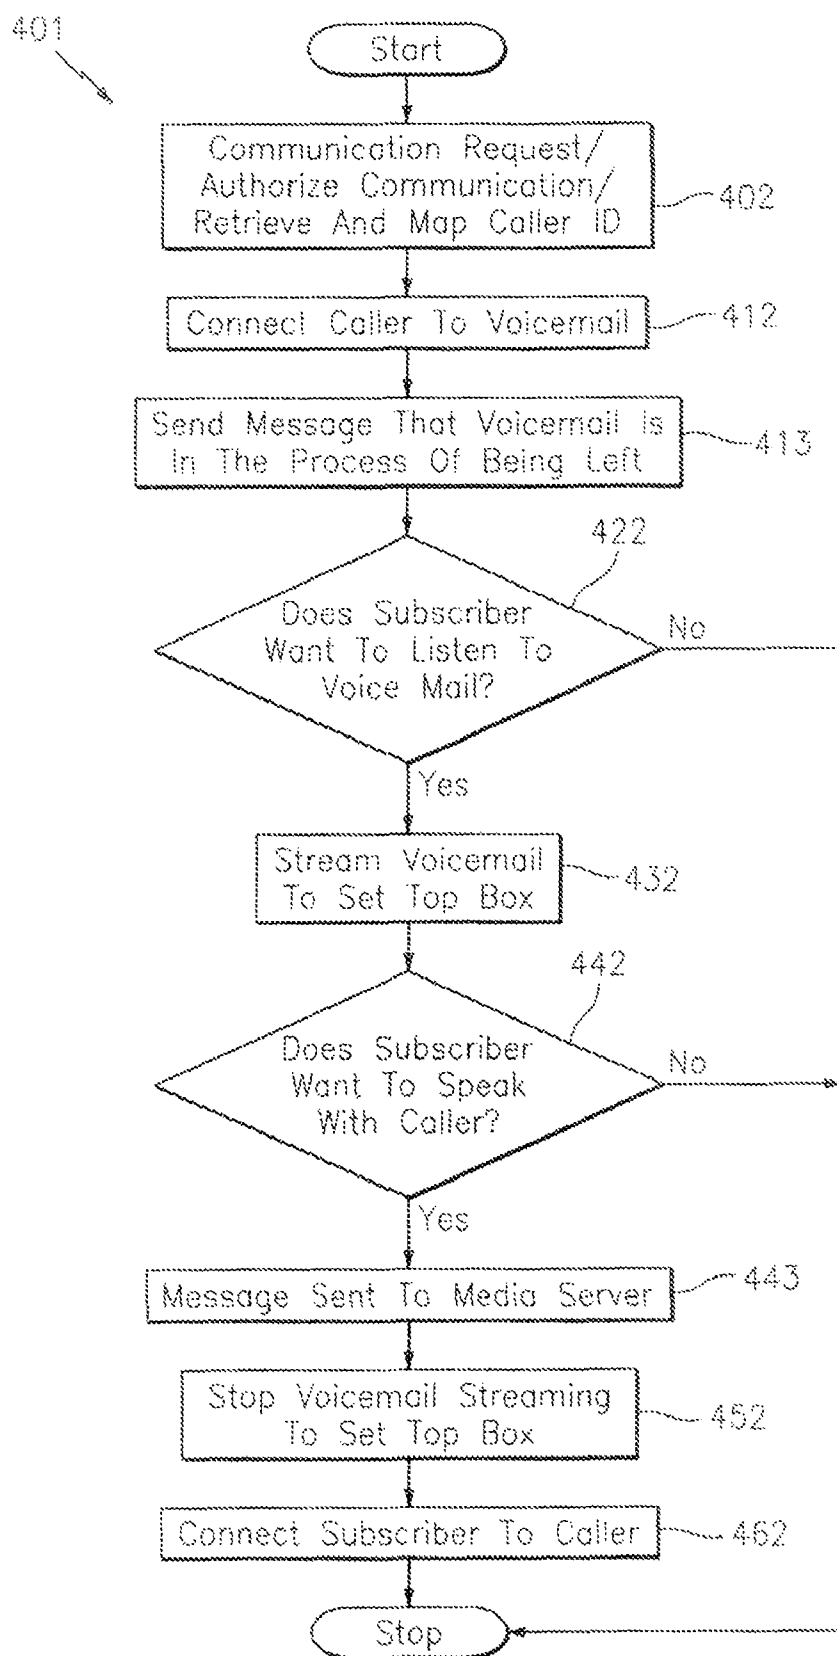 401
Start
Communication Request/
Authorize Communication/
Retrieve And Map Caller ID
402
Connect Caller To Voicemail
412
Send Message That Voicemail Is
In The Process Of Being Left
413
422
Does Subscriber
Want To Listen To
Voice Mail?
No
Yes
Stream Voicemail
To Set Top Box
432
442
Does Subscriber
Want To Speak
With Caller?
No
Yes
Message Sent To Media Server
443
Stop Voicemail Streaming
To Set Top Box
452
Connect Subscriber To Caller
462
Stop